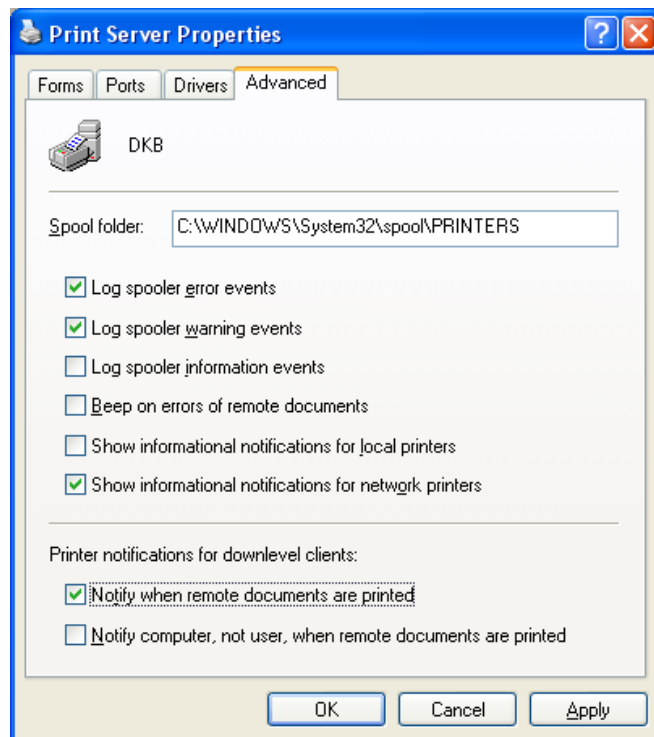 Print Server Properties
Forms Ports Drivers Advanced
DKB
Spool folder: C:\WINDOWS\System32\spool\PRINTERS
Log spooler error events
Log spooler warning events
Log spooler information events
Beep on errors of remote documents
Show informational notifications for local printers
Show informational notifications for network printers
Printer notifications for downlevel clients:
Notify when remote documents are printed
Notify computer, not user, when remote documents are printed
OK Cancel Apply